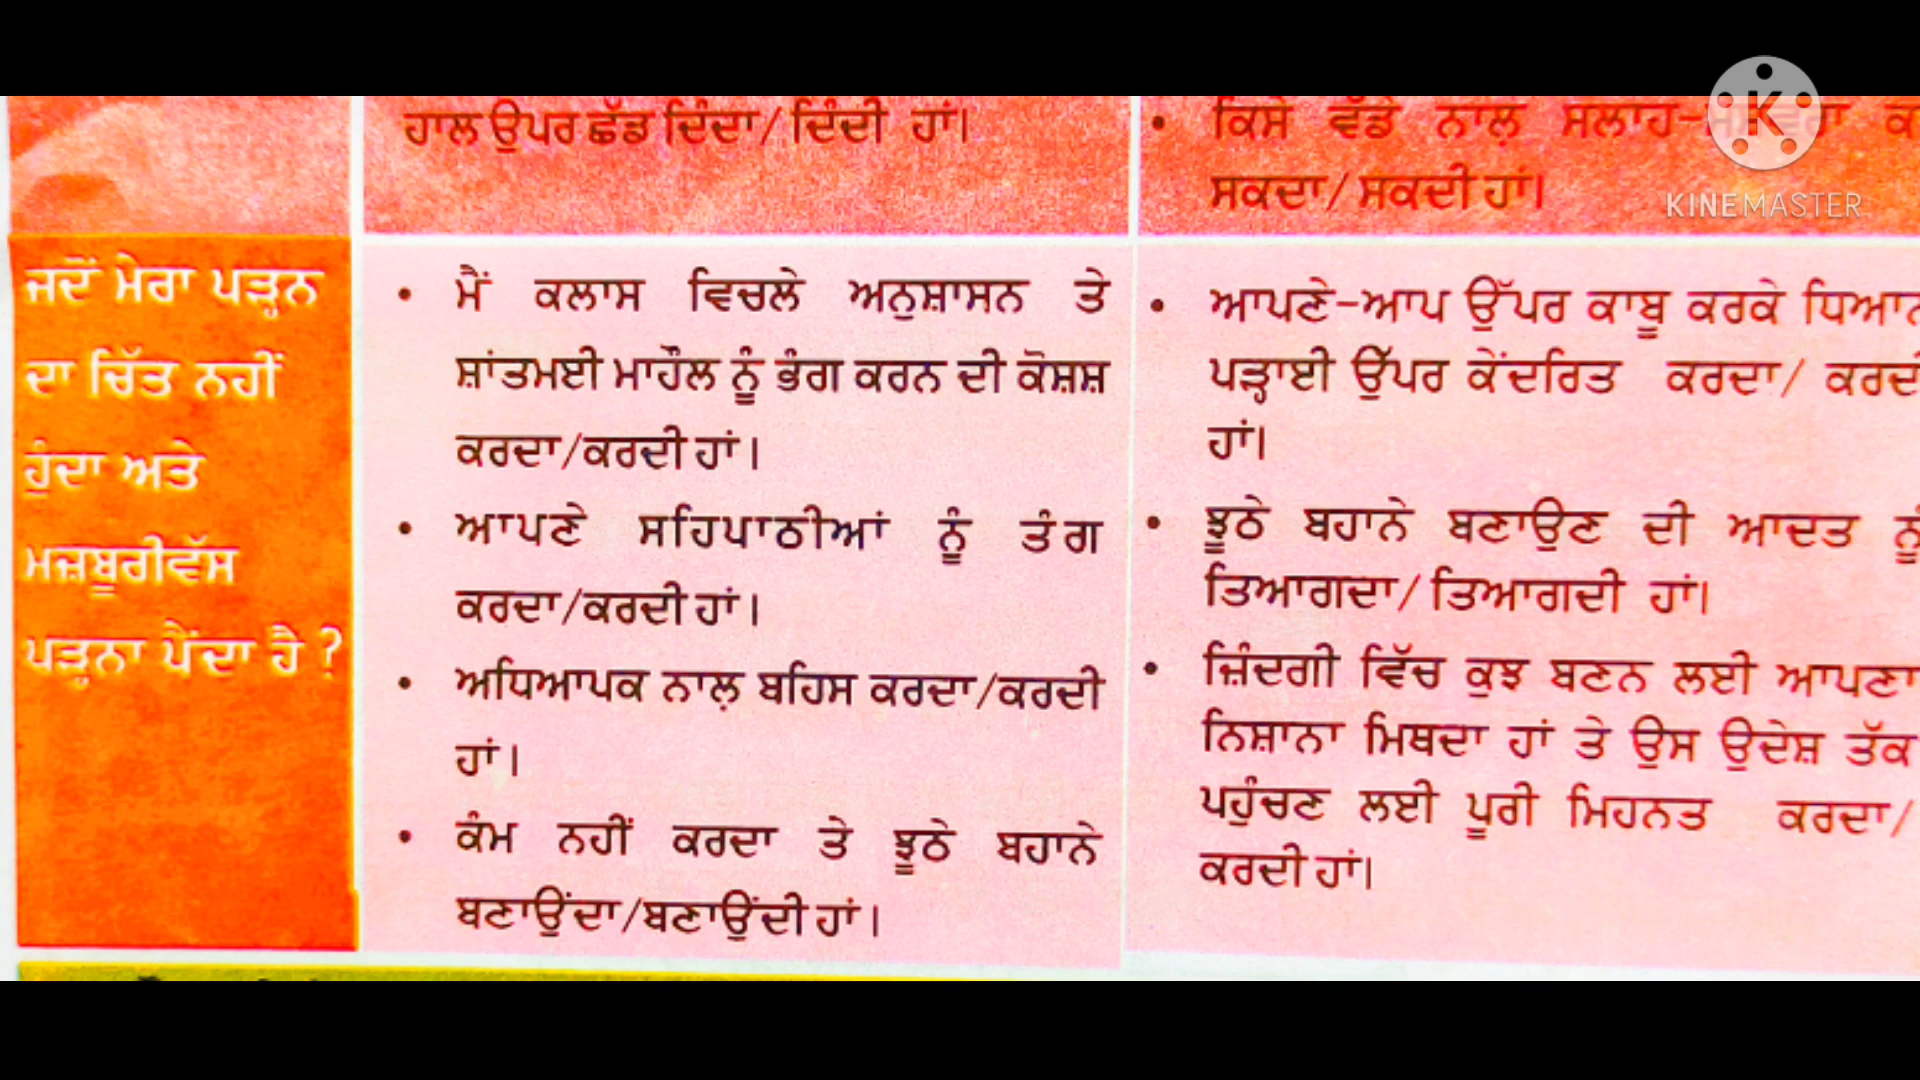 ਹਾਲ ਉਪਰ ਛੱਡ ਦਿੰਦਾ/ਦਿੰਦੀ ਹਾਂ।
• ਕਿਸੇ ਵੱਡੇ ਨਾਲ਼ ਸਲਾਹ-
ਸਕਦਾ/ਸਕਦੀ ਹਾਂ।
KINEMASTER
ਜਦੋਂ ਮੇਰਾ ਪੜ੍ਹਨ
ਦਾ ਚਿੱਤ ਨਹੀਂ
ਹੁੰਦਾ ਅਤੇ
ਮਜ਼ਬੂਰੀਵੱਸ
ਪੜ੍ਹਨਾ ਪੈਂਦਾ ਹੈ ?
• ਮੈਂ ਕਲਾਸ ਵਿਚਲੇ ਅਨੁਸ਼ਾਸਨ ਤੇ
ਸ਼ਾਂਤਮਈ ਮਾਹੌਲ ਨੂੰ ਭੰਗ ਕਰਨ ਦੀ ਕੋਸ਼ਸ਼
ਕਰਦਾ/ਕਰਦੀ ਹਾਂ।
• ਆਪਣੇ ਸਹਿਪਾਠੀਆਂ ਨੂੰ ਤੰਗ
ਕਰਦਾ/ਕਰਦੀ ਹਾਂ।
• ਅਧਿਆਪਕ ਨਾਲ਼ ਬਹਿਸ ਕਰਦਾ/ਕਰਦੀ
ਹਾਂ।
• ਕੰਮ ਨਹੀਂ ਕਰਦਾ ਤੇ ਝੂਠੇ ਬਹਾਨੇ
ਬਣਾਉਂਦਾ/ਬਣਾਉਂਦੀ ਹਾਂ।
• ਆਪਣੇ-ਆਪ ਉੱਪਰ ਕਾਬੂ ਕਰਕੇ
ਪੜ੍ਹਾਈ ਉੱਪਰ ਕੇਂਦਰਿਤ ਕਰਦਾ/ ਕਰਦੀ
ਹਾਂ।
• ਝੂਠੇ ਬਹਾਨੇ ਬਣਾਉਣ ਦੀ ਆਦਤ ਨੂੰ
ਤਿਆਗਦਾ/ਤਿਆਗਦੀ ਹਾਂ।
• ਜ਼ਿੰਦਗੀ ਵਿੱਚ ਕੁਝ ਬਣਨ ਲਈ ਆਪਣਾ
ਨਿਸ਼ਾਨਾ ਮਿਥਦਾ ਹਾਂ ਤੇ ਉਸ ਉਦੇਸ਼ ਤੱਕ
ਪਹੁੰਚਣ ਲਈ ਪੂਰੀ ਮਿਹਨਤ ਕਰਦਾ/
ਕਰਦੀ ਹਾਂ।